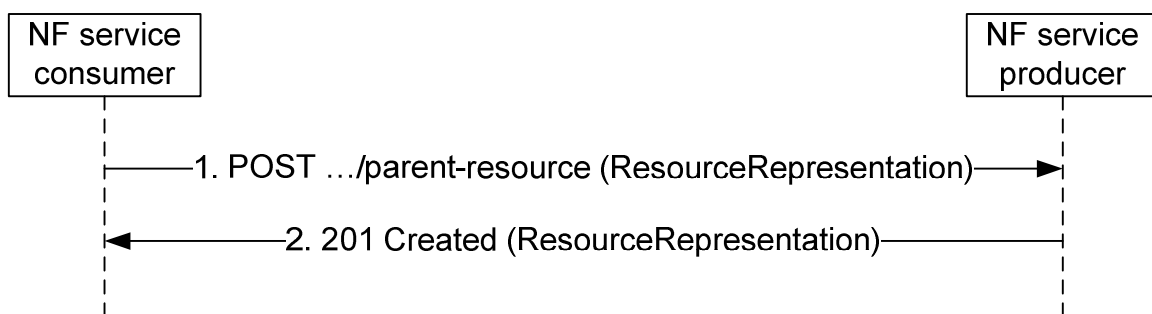 NF service
consumer
NF service
producer
1. POST …/parent-resource (ResourceRepresentation)
2. 201 Created (ResourceRepresentation)